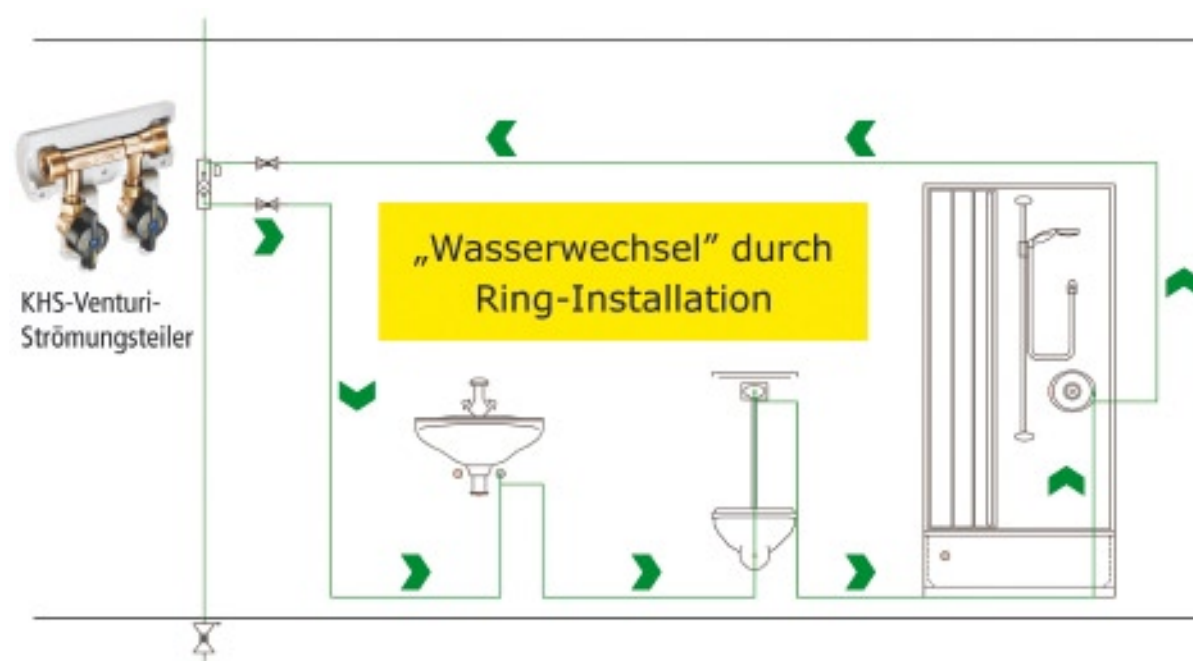 „Wasserwechsel” durch
Ring-Installation
KHS-Venturi-
Strömungsteiler